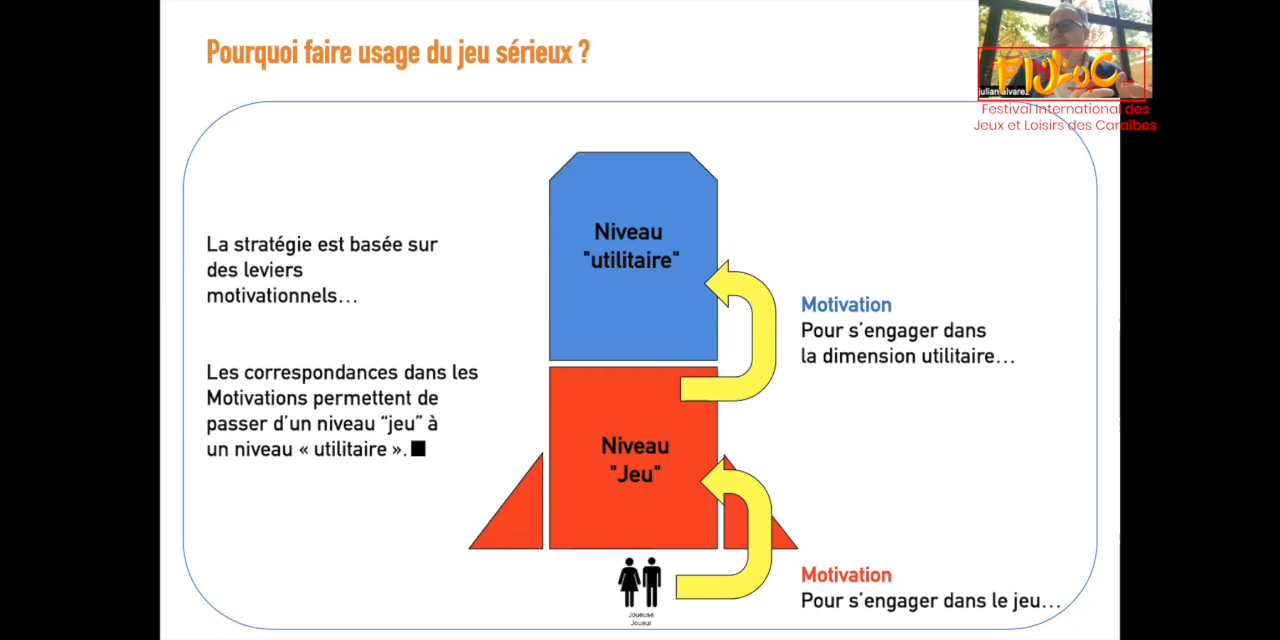 Pourquoi faire usage du jeu sérieux ?
FIJLOC
julian alvarez
Festival International des
Jeux et Loisirs des Caraïbes
Niveau
"utilitaire"
La stratégie est basée sur
des leviers
motivationnels…
Motivation
Pour s’engager dans
la dimension utilitaire…
Les correspondances dans les
Motivations permettent de
passer d’un niveau “jeu” à
un niveau « utilitaire ».
Niveau
"Jeu"
Motivation
Pour s’engager dans le jeu…
Joueuse
Joueur